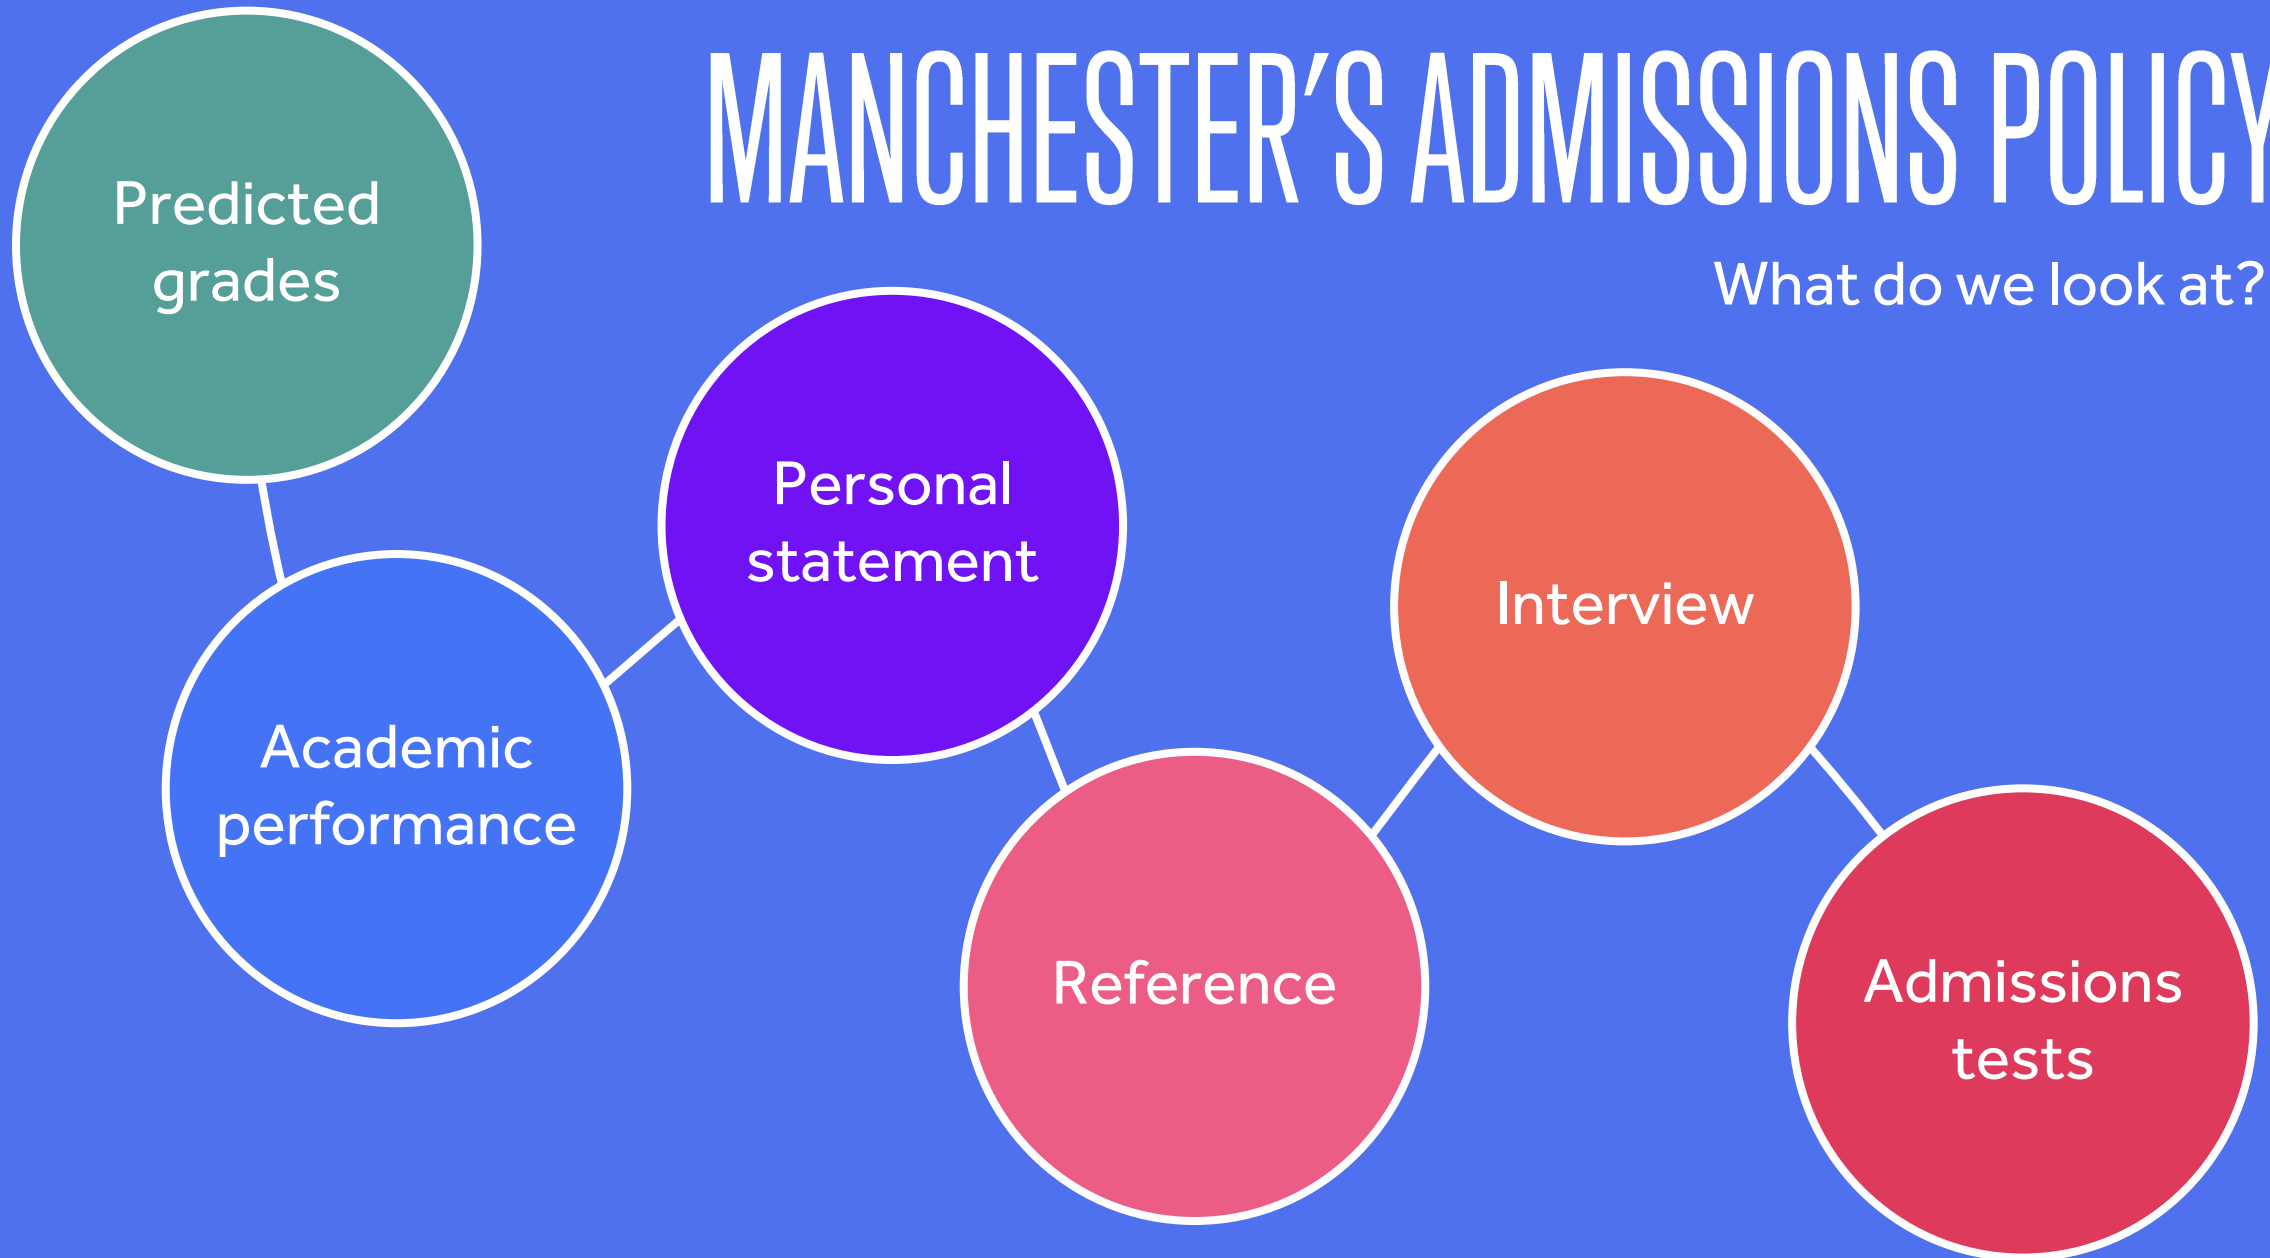 MANCHESTER'S ADMISSIONS POLICY
What do we look at?
Predicted
grades
Academic
performance
Personal
statement
Reference
Interview
Admissions
tests